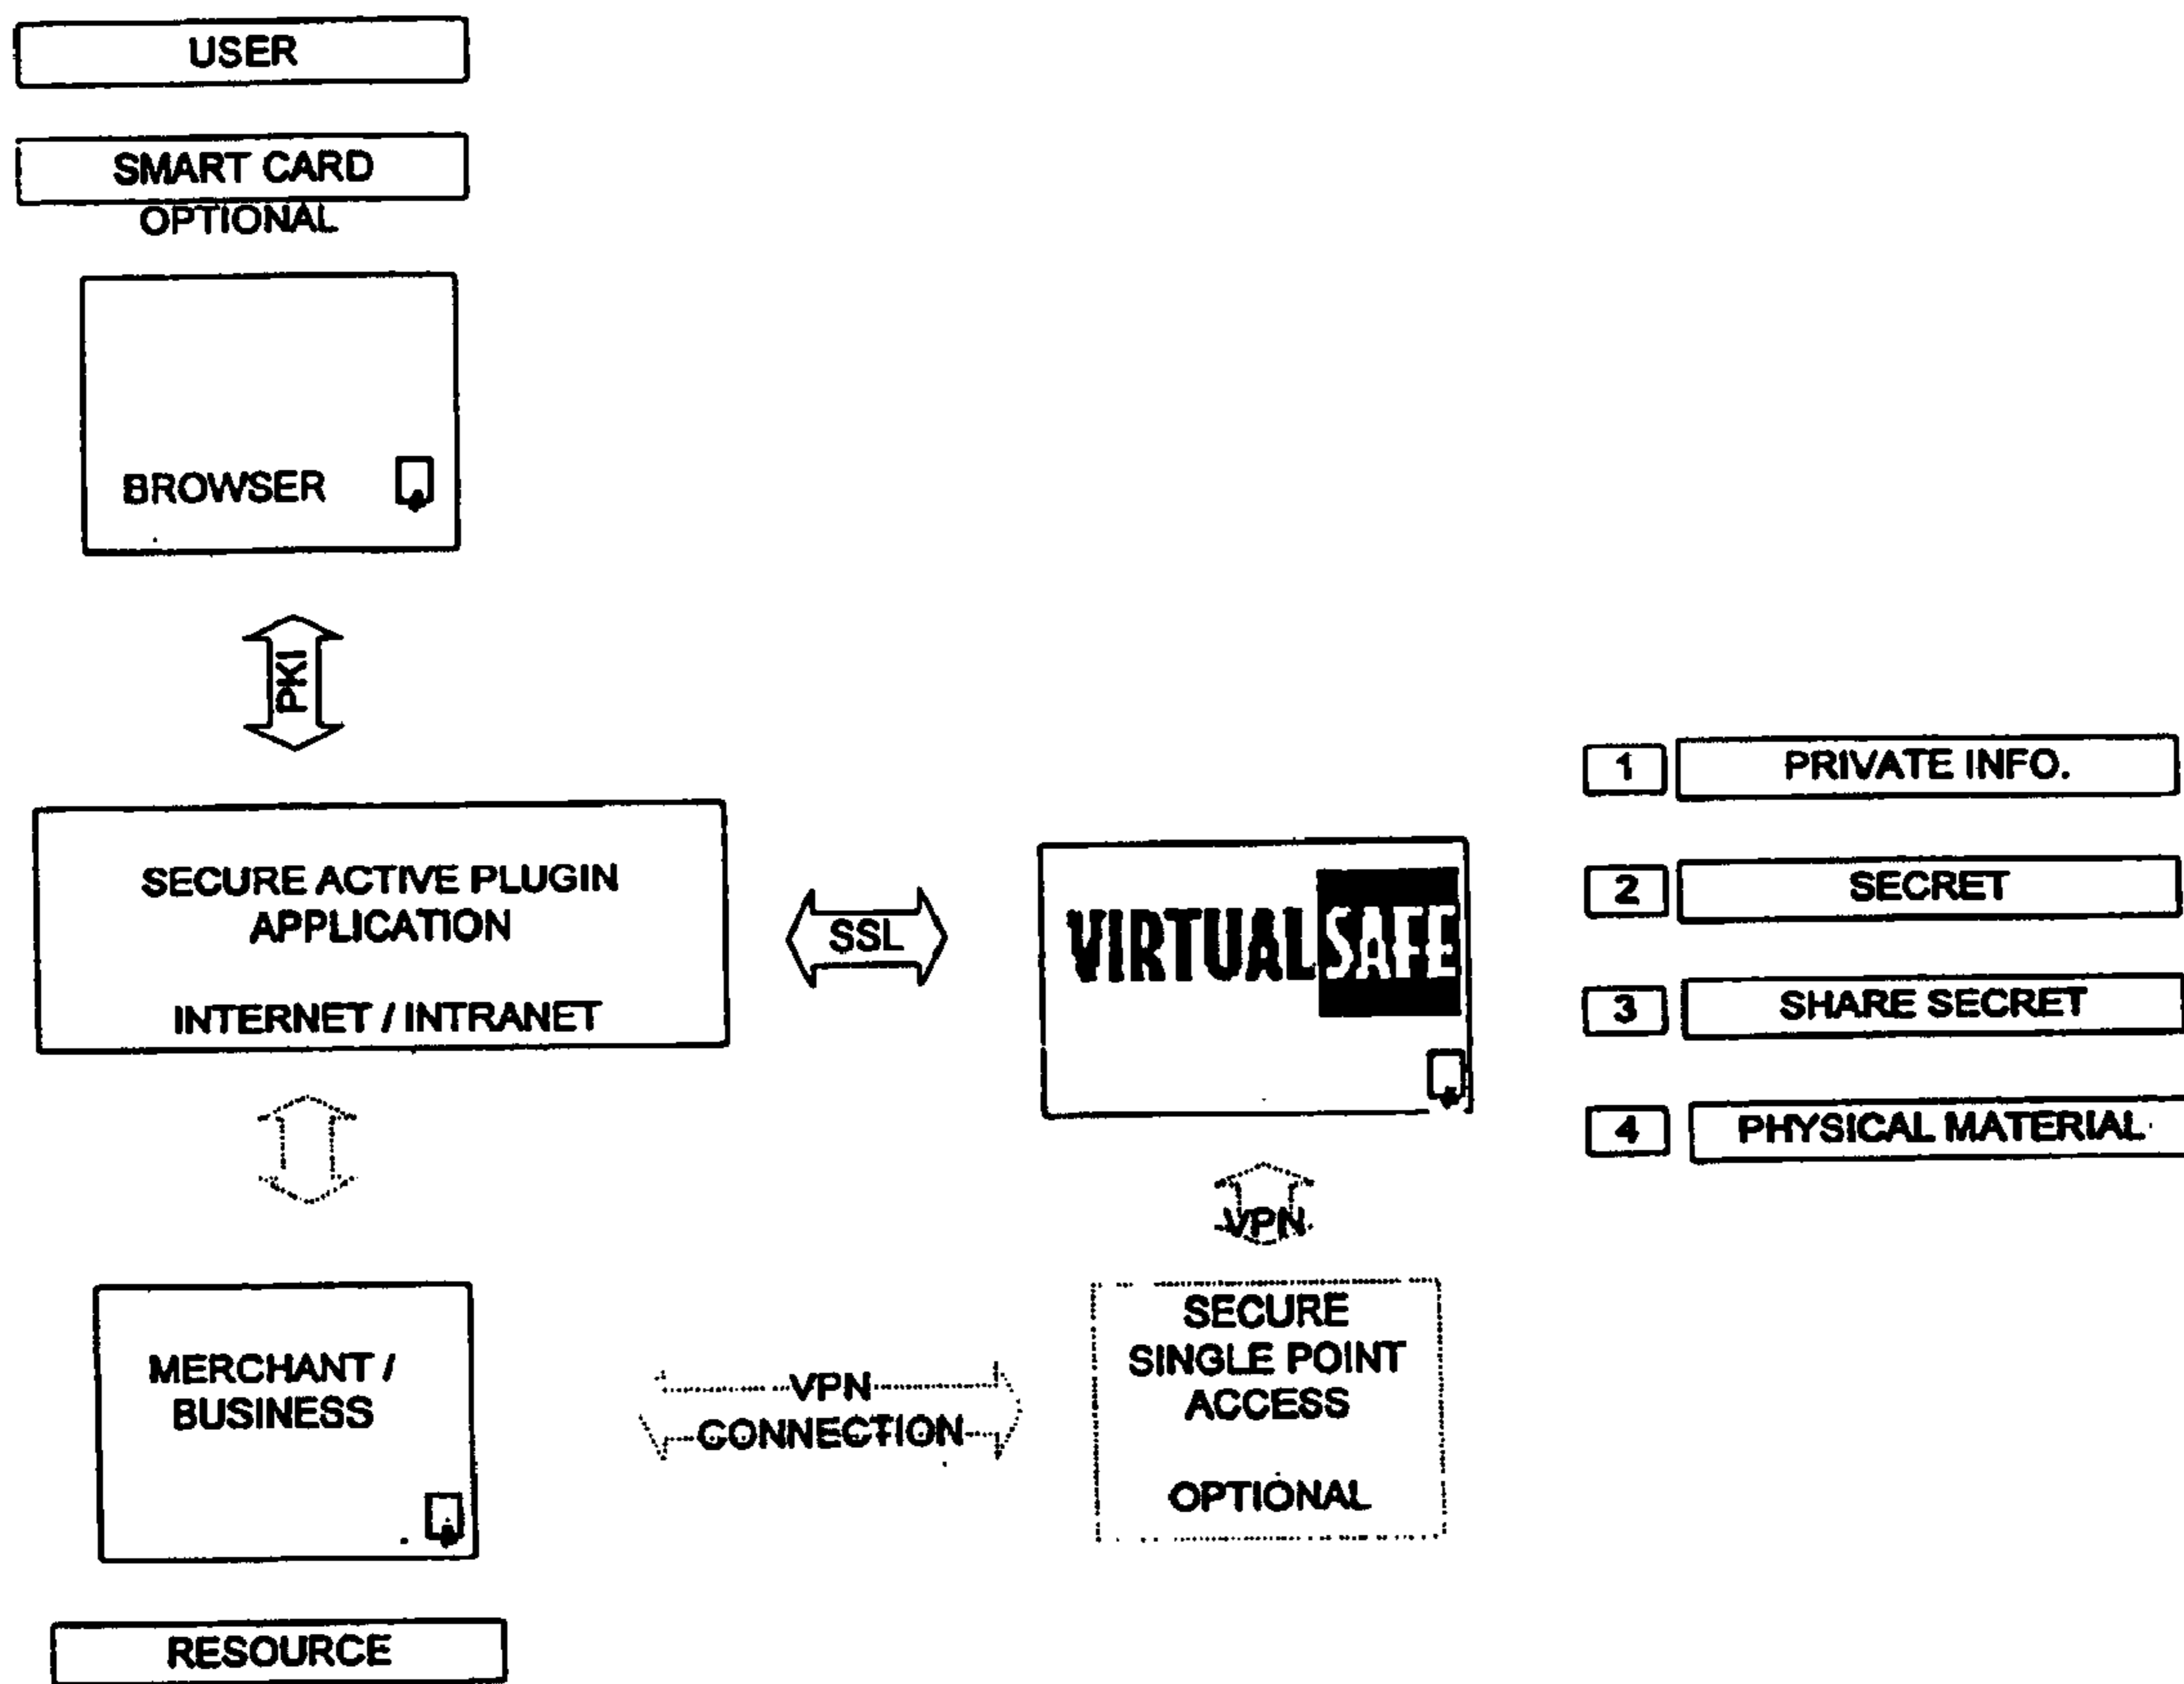 USER
SMART CARD
OPTIONAL
BROWSER
PKI
SECURE ACTIVE PLUGIN
APPLICATION
INTERNET / INTRANET
SSL
VIRTUALSAFE
1 PRIVATE INFO.
2 SECRET
3 SHARE SECRET
4 PHYSICAL MATERIAL
VPN
MERCHANT /
BUSINESS
VPN
CONNECTION
SECURE
SINGLE POINT
ACCESS
OPTIONAL
RESOURCE